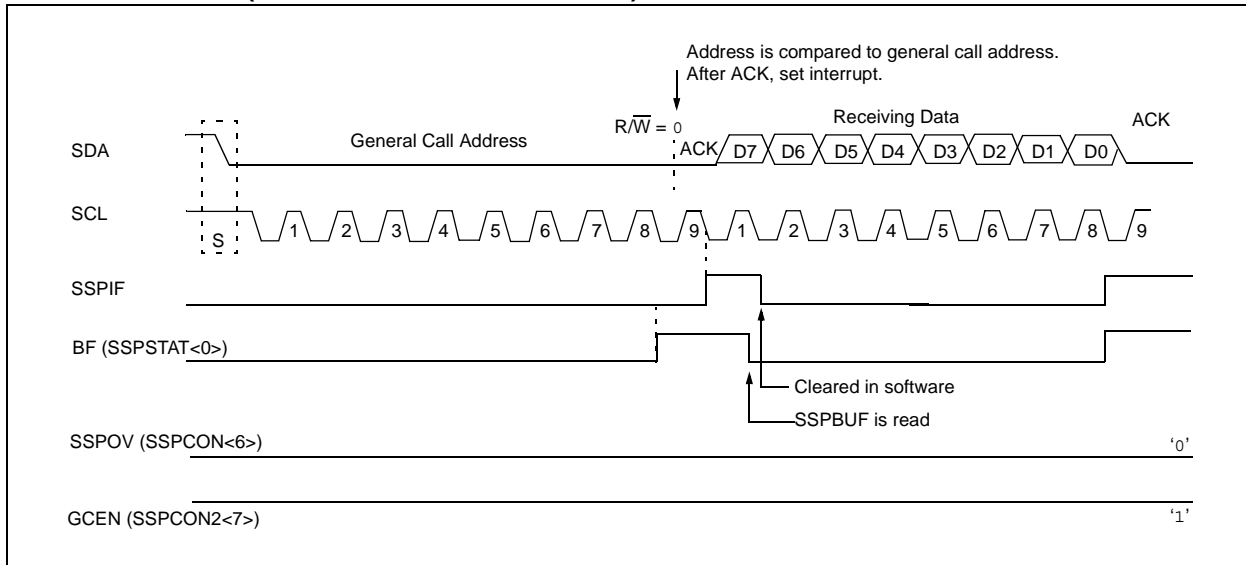 Address is compared to general call address.
After ACK, set interrupt.
R/W = 0
General Call Address
Receiving Data
ACK
SDA
ACK
D7 D6 D5 D4 D3 D2 D1 D0
SCL
S
1 2 3 4 5 6 7 8 9 1 2 3 4 5 6 7 8 9
SSPIF
BF (SSPSTAT<0>)
Cleared in software
SSPBUF is read
SSPOV (SSPCON<6>)
‘0’
GCEN (SSPCON2<7>)
‘1’